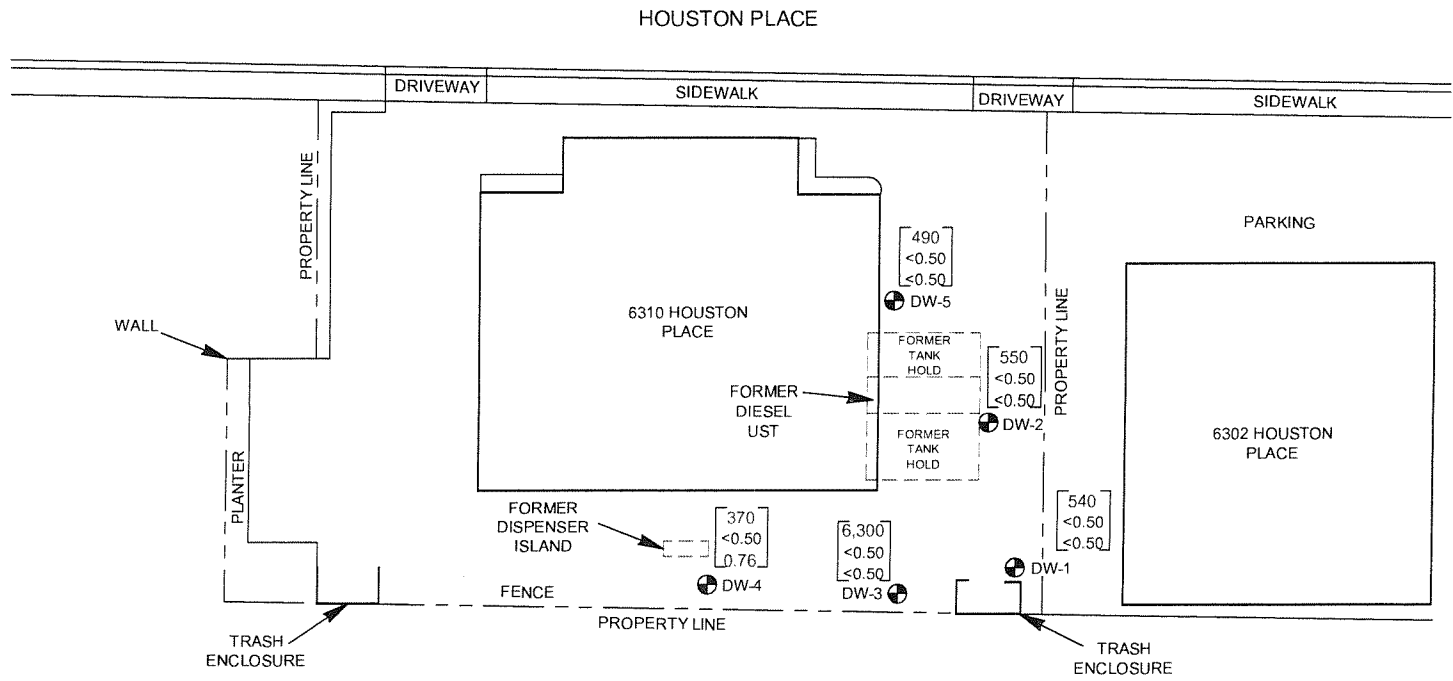 HOUSTON PLACE
DRIVEWAY
SIDEWALK
DRIVEWAY
SIDEWALK
PROPERTY LINE
PARKING
490
<0.50
<0.50
DW-5
6310 HOUSTON
PLACE
PROPERTY LINE
WALL
FORMER
TANK
HOLD
550
<0.50
<0.50
DW-2
FORMER
DIESEL
UST
FORMER
TANK
HOLD
6302 HOUSTON
PLACE
PLANTER
FORMER
DISPENSER
ISLAND
370
<0.50
0.76
DW-4
6,300
<0.50
<0.50
DW-3
540
<0.50
<0.50
DW-1
FENCE
PROPERTY LINE
TRASH
ENCLOSURE
TRASH
ENCLOSURE